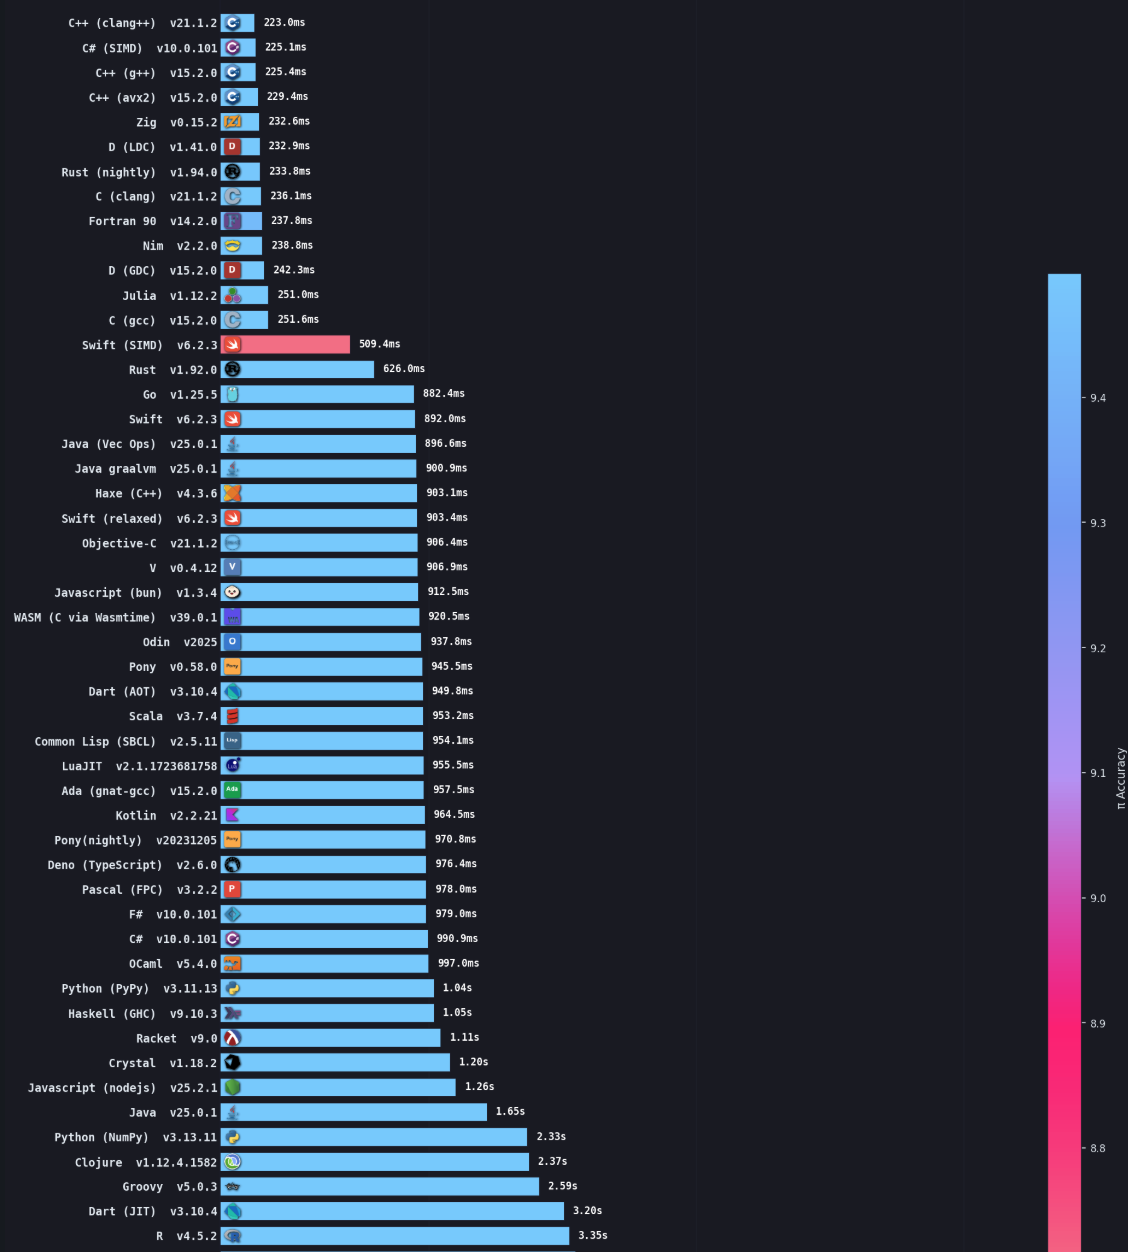 C++ (clang++) v21.1.2 223.0ms
C# (SIMD) v10.0.101 225.1ms
C++ (g++) v15.2.0 225.4ms
C++ (avx2) v15.2.0 229.4ms
Zig v0.15.2 232.6ms
D (LDC) v1.41.0 D 232.9ms
Rust (nightly) v1.94.0 233.8ms
C (clang) v21.1.2 236.1ms
Fortran 90 v14.2.0 237.8ms
Nim v2.2.0 238.8ms
D (GDC) v15.2.0 D 242.3ms
Julia v1.12.2 251.0ms
C (gcc) v15.2.0 251.6ms
Swift (SIMD) v6.2.3 509.4ms
Rust v1.92.0 626.0ms
Go v1.25.5 882.4ms
9.4
Swift v6.2.3 892.0ms
Java (Vec Ops) v25.0.1 896.6ms
Java graalvm v25.0.1 900.9ms
Haxe (C++) v4.3.6 903.1ms
Swift (relaxed) v6.2.3 903.4ms
9.3
Objective-C v21.1.2 906.4ms
V v0.4.12 V 906.9ms
Javascript (bun) v1.3.4 912.5ms
WASM (C via Wasmtime) v39.0.1 920.5ms
Odin v2025 O 937.8ms
9.2
Pony v0.58.0 Pony 945.5ms
Dart (AOT) v3.10.4 949.8ms
Scala v3.7.4 953.2ms
Common Lisp (SBCL) v2.5.11 Lisp 954.1ms
LuaJIT v2.1.1723681758 955.5ms
9.1
π Accuracy
Ada (gnat-gcc) v15.2.0 Ada 957.5ms
Kotlin v2.2.21 964.5ms
Pony(nightly) v20231205 Pony 970.8ms
Deno (TypeScript) v2.6.0 976.4ms
Pascal (FPC) v3.2.2 P 978.0ms
9.0
F# v10.0.101 979.0ms
C# v10.0.101 990.9ms
OCaml v5.4.0 997.0ms
Python (PyPy) v3.11.13 1.04s
Haskell (GHC) v9.10.3 1.05s
8.9
Racket v9.0 1.11s
Crystal v1.18.2 1.20s
Javascript (nodejs) v25.2.1 1.26s
Java v25.0.1 1.65s
Python (NumPy) v3.13.11 2.33s
8.8
Clojure v1.12.4.1582 2.37s
Groovy v5.0.3 2.59s
Dart (JIT) v3.10.4 3.20s
R v4.5.2 3.35s